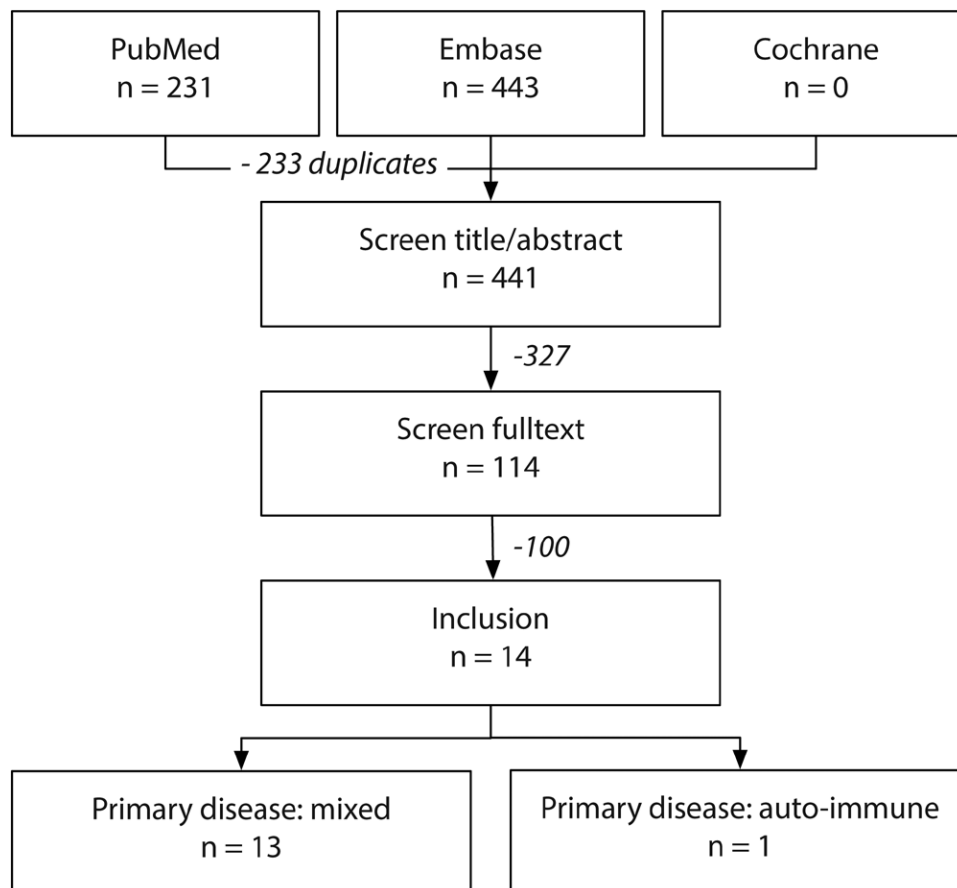 PubMed
n = 231
Embase
n = 443
Cochrane
n = 0
- 233 duplicates
Screen title/abstract
n = 441
-327
Screen fulltext
n = 114
-100
Inclusion
n = 14
Primary disease: mixed
n = 13
Primary disease: auto-immune
n = 1